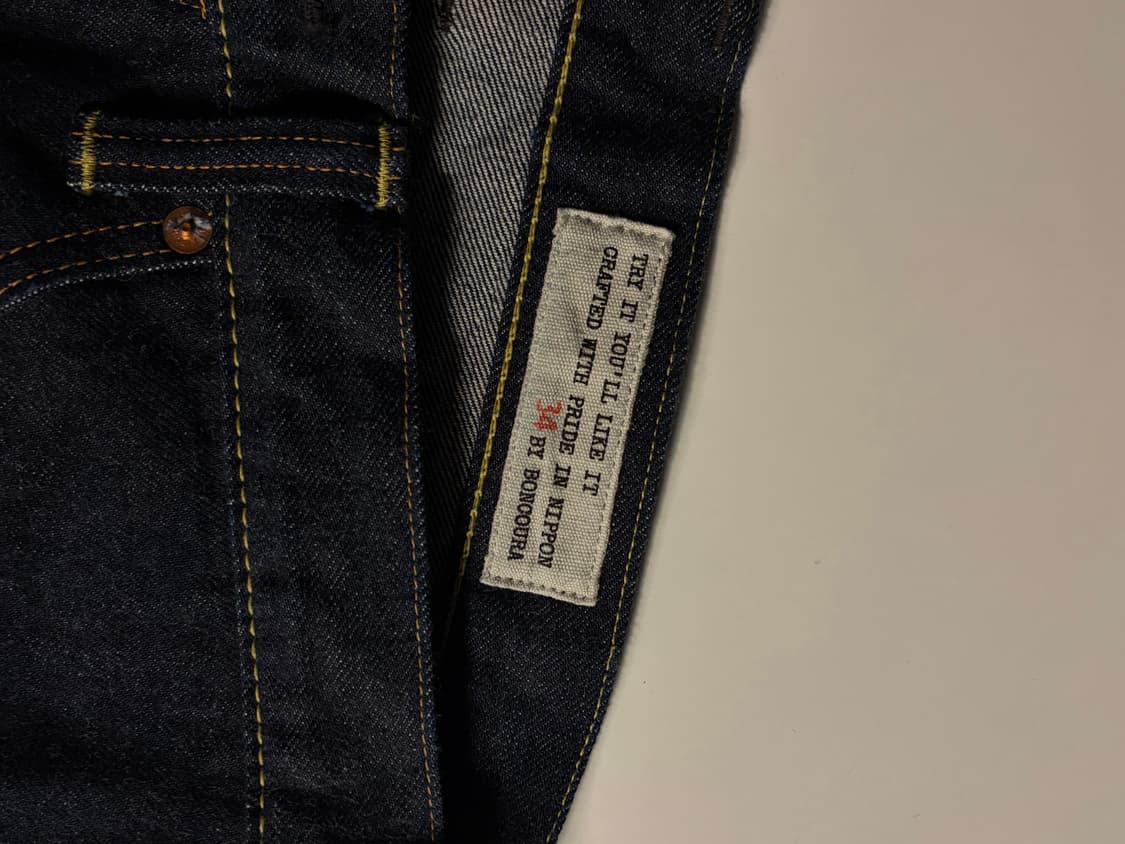 TRY IT YOU'LL LIKE IT
CRAFTED WITH PRIDE IN NIPPON
34 BY BONCOURA